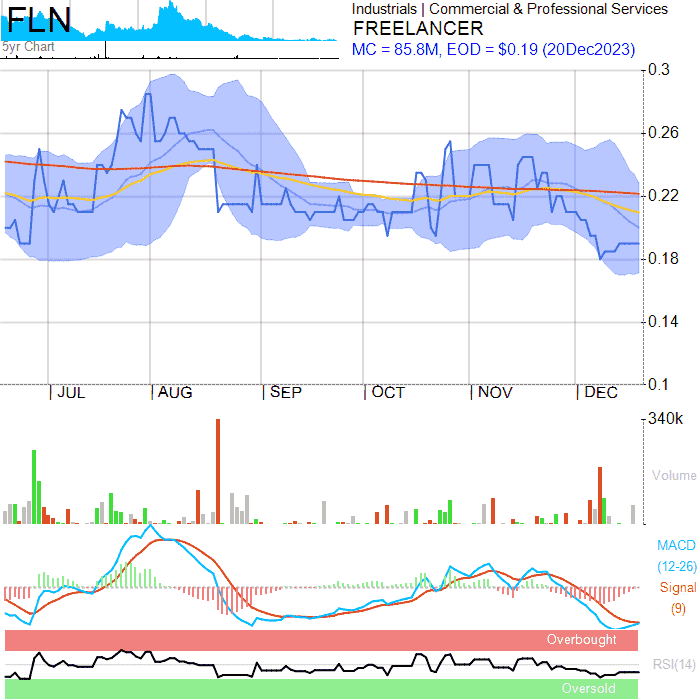 FLN
5yr Chart
Industrials | Commercial & Professional Services
FREELANCER
MC = 85.8M, EOD = $0.19 (20Dec2023)
0.3
0.26
0.22
0.18
0.14
0.1
JUL AUG SEP OCT NOV DEC
340k
Volume
MACD
(12-26)
Signal
(9)
Overbought
RSI(14)
Oversold